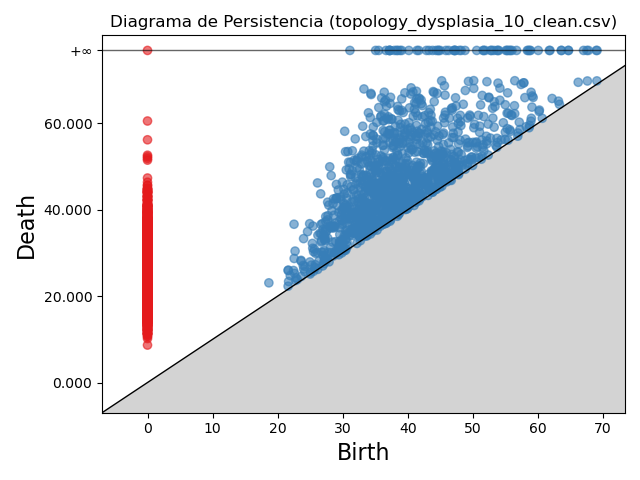 Diagrama de Persistencia (topology_dysplasia_10_clean.csv)
+∞
60.000
40.000
20.000
0.000
Death
0 10 20 30 40 50 60 70
Birth